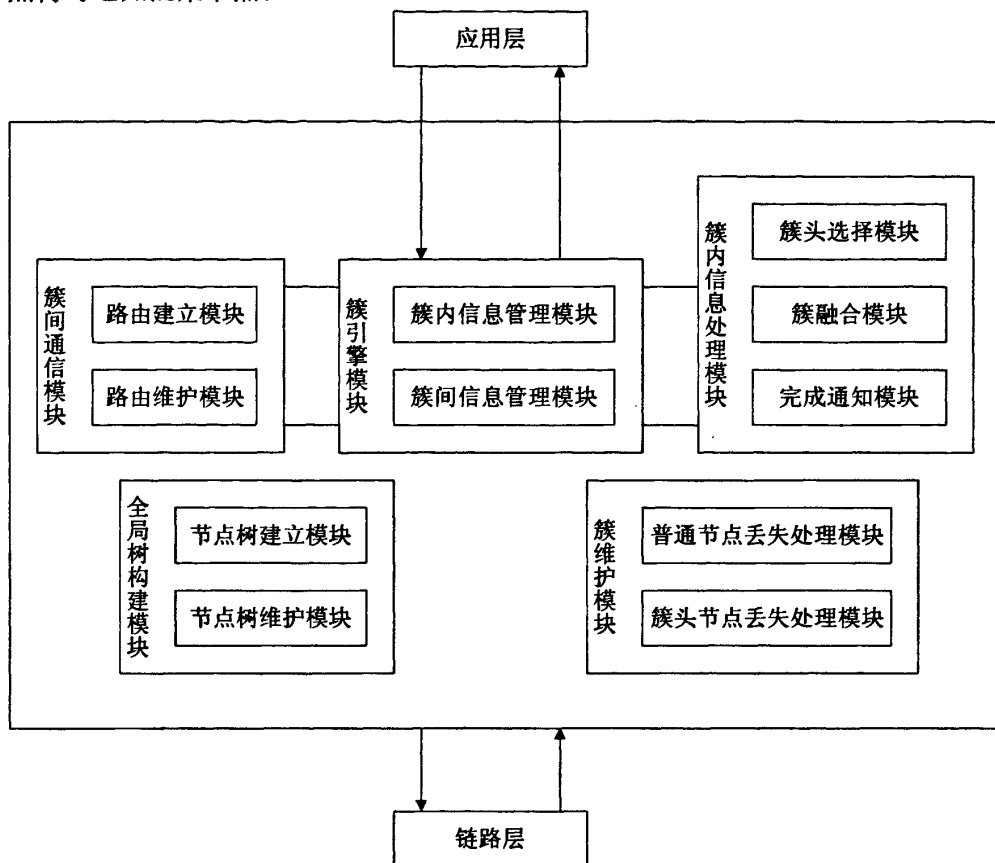 应用层
簇间通信模块
路由建立模块
路由维护模块
簇引擎模块
簇内信息管理模块
簇间信息管理模块
簇内信息处理模块
簇头选择模块
簇融合模块
完成通知模块
全局树构建模块
节点树建立模块
节点树维护模块
簇维护模块
普通节点丢失处理模块
簇头节点丢失处理模块
链路层